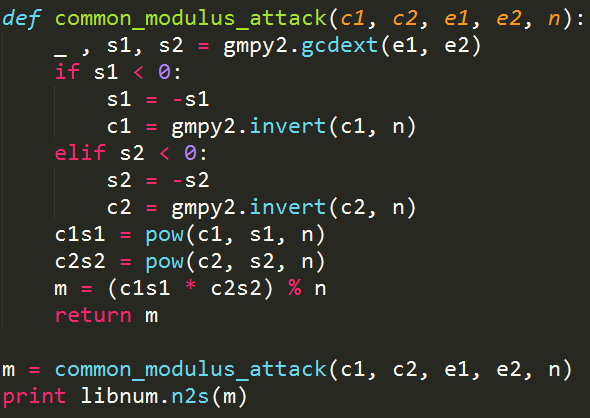 def common_modulus_attack(c1, c2, e1, e2, n):
    _ , s1, s2 = gmpy2.gcdext(e1, e2)
    if s1 < 0:
        s1 = -s1
        c1 = gmpy2.invert(c1, n)
    elif s2 < 0:
        s2 = -s2
        c2 = gmpy2.invert(c2, n)
    c1s1 = pow(c1, s1, n)
    c2s2 = pow(c2, s2, n)
    m = (c1s1 * c2s2) % n
    return m

m = common_modulus_attack(c1, c2, e1, e2, n)
print libnum.n2s(m)